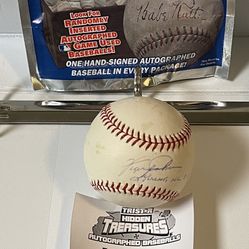 LOOK FOR
RANDOMLY
INSERTED
AUTOGRAPHED
GAME USED
BASEBALLS!
Babe Ruth
ONE HAND-SIGNED AUTOGRAPHED
BASEBALL IN EVERY PACKAGE!
TRISTAR
HIDDEN
TREASURES
AUTOGRAPHED BASEBALLS